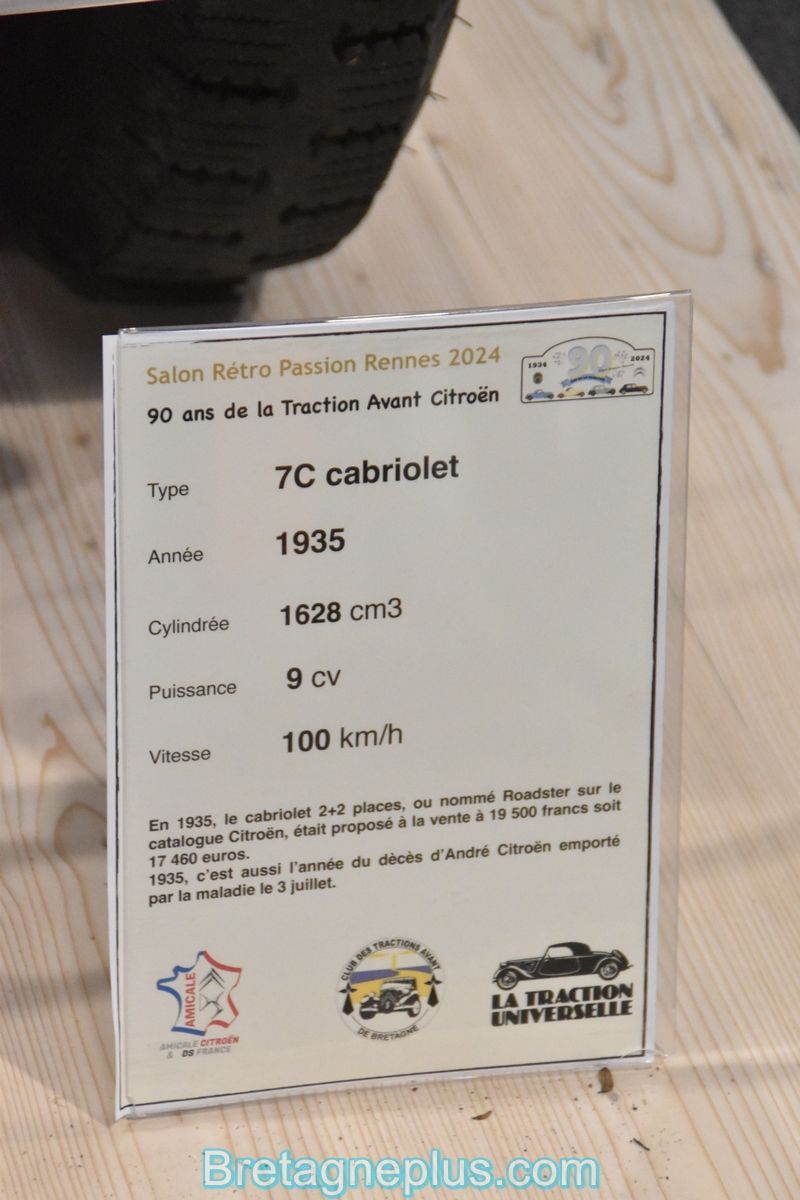 Salon Rétro Passion Rennes 2024
90 ans de la Traction Avant Citroën
1934 90 2024
Type 7C cabriolet
Année 1935
Cylindrée 1628 cm3
Puissance 9 cv
Vitesse 100 km/h
En 1935, le cabriolet 2+2 places, ou nommé Roadster sur le
catalogue Citroën, était proposé à la vente à 19 500 francs soit
17 460 euros.
1935, c'est aussi l'année du dècès d'André Citroën emporté
par la maladie le 3 juillet.
AMICALE
AMICALE CITROËN
& DS FRANCE
CLUB DES TRACTIONS AVANT
DE BRETAGNE
LA TRACTION
UNIVERSELLE
Bretagneplus.com